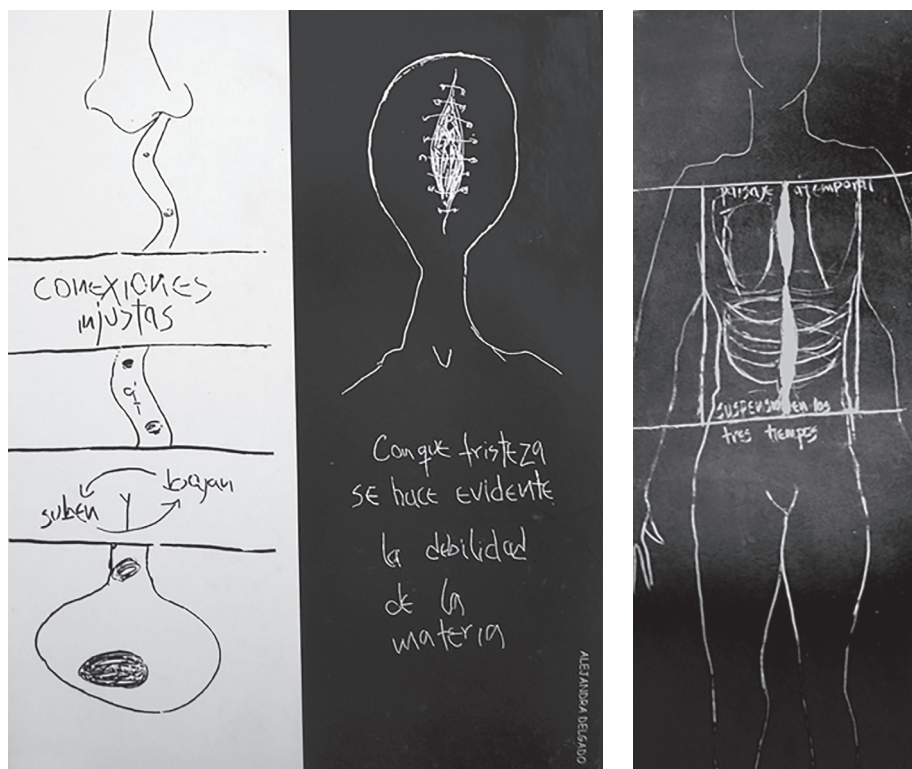 CONEXIONES
injustas
suben
y
bajan
Con que tristeza
SE hace EVIDENTE
la debilidad
de la
materia
ALEJANDRA DELGADO
paisaje atemporal
SUSPENSION EN los
tres tiempos